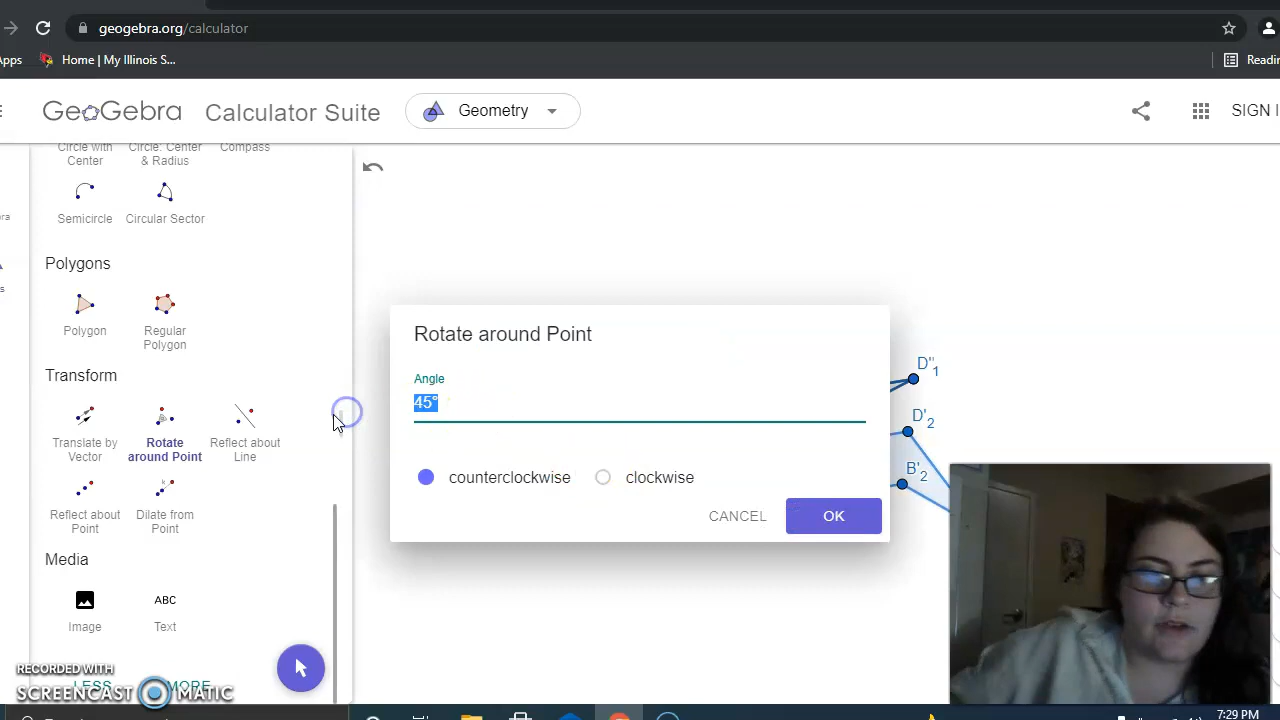 geogebra.org/calculator
Apps
Home | My Illinois S...
Readin
GeoGebra
Calculator Suite
Geometry
SIGN I
Circle with Center
Circle: Center & Radius
Compass
Semicircle
Circular Sector
Polygons
Polygon
Regular Polygon
Transform
Translate by Vector
Rotate around Point
Reflect about Line
Reflect about Point
Dilate from Point
Media
Image
ABC
Text
LESS
MORE
Rotate around Point
Angle
45°
counterclockwise
clockwise
CANCEL
OK
D''1
D'2
B'2
RECORDED WITH
SCREENCAST MATIC
7:29 PM